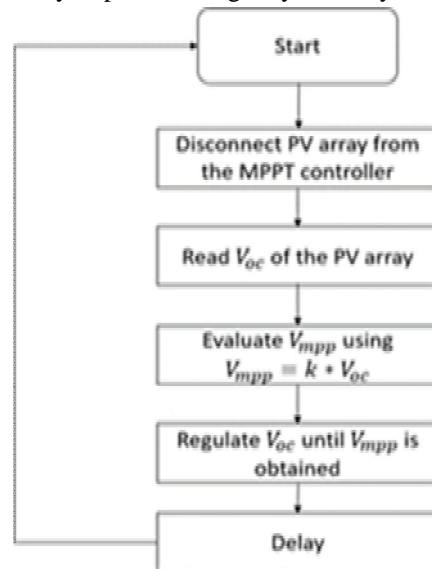 Start
Disconnect PV array from
the MPPT controller
Read V_oc of the PV array
Evaluate V_mpp using
V_mpp = k * V_oc
Regulate V_oc until V_mpp is
obtained
Delay